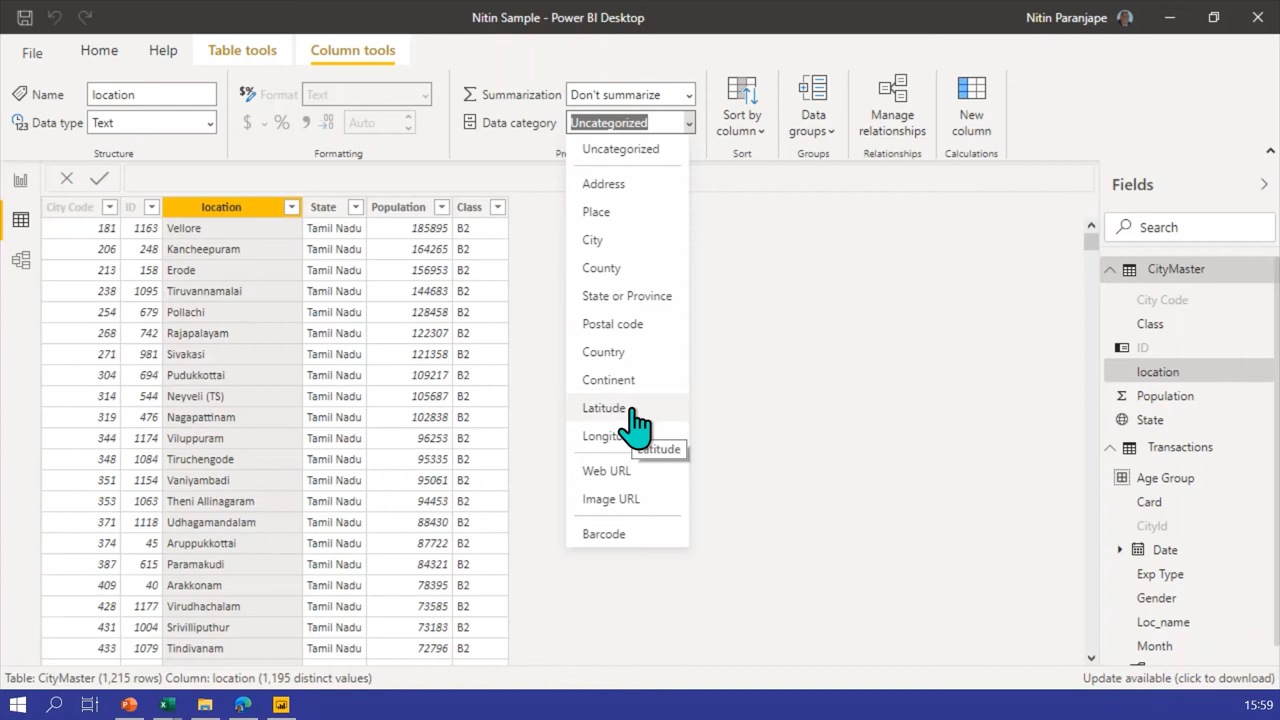 Nitin Sample - Power BI Desktop
Nitin Paranjape
File
Home
Help
Table tools
Column tools
Name
location
Data type
Text
Structure
Format
Text
$
%
Auto
Formatting
Summarization
Don't summarize
Data category
Uncategorized
Sort by
column
Sort
Data
groups
Groups
Manage
relationships
Relationships
New
column
Calculations
Uncategorized
Address
Place
City
County
State or Province
Postal code
Country
Continent
Latitude
Latitude
Web URL
Image URL
Barcode
City Code ID location State Population Class
181 1163 Vellore Tamil Nadu 185895 B2
206 248 Kancheepuram Tamil Nadu 164265 B2
213 158 Erode Tamil Nadu 156953 B2
238 1095 Tiruvannamalai Tamil Nadu 144683 B2
254 679 Pollachi Tamil Nadu 128458 B2
268 742 Rajapalayam Tamil Nadu 122307 B2
271 981 Sivakasi Tamil Nadu 121358 B2
304 694 Pudukkottai Tamil Nadu 109217 B2
314 544 Neyveli (TS) Tamil Nadu 105687 B2
319 476 Nagapattinam Tamil Nadu 102838 B2
344 1174 Viluppuram Tamil Nadu 96253 B2
348 1084 Tiruchengode Tamil Nadu 95335 B2
351 1154 Vaniyambadi Tamil Nadu 95061 B2
353 1063 Theni Allinagaram Tamil Nadu 94453 B2
371 1118 Udhagamandalam Tamil Nadu 88430 B2
374 45 Aruppukkottai Tamil Nadu 87722 B2
387 615 Paramakudi Tamil Nadu 84321 B2
409 40 Arakkonam Tamil Nadu 78395 B2
428 1177 Virudhachalam Tamil Nadu 73585 B2
431 1004 Srivilliputhur Tamil Nadu 73183 B2
433 1079 Tindivanam Tamil Nadu 72796 B2
Fields
Search
CityMaster
City Code
Class
ID
location
Population
State
Transactions
Age Group
Card
CityId
Date
Exp Type
Gender
Loc_name
Month
Table: CityMaster (1,215 rows) Column: location (1,195 distinct values)
Update available (click to download)
15:59